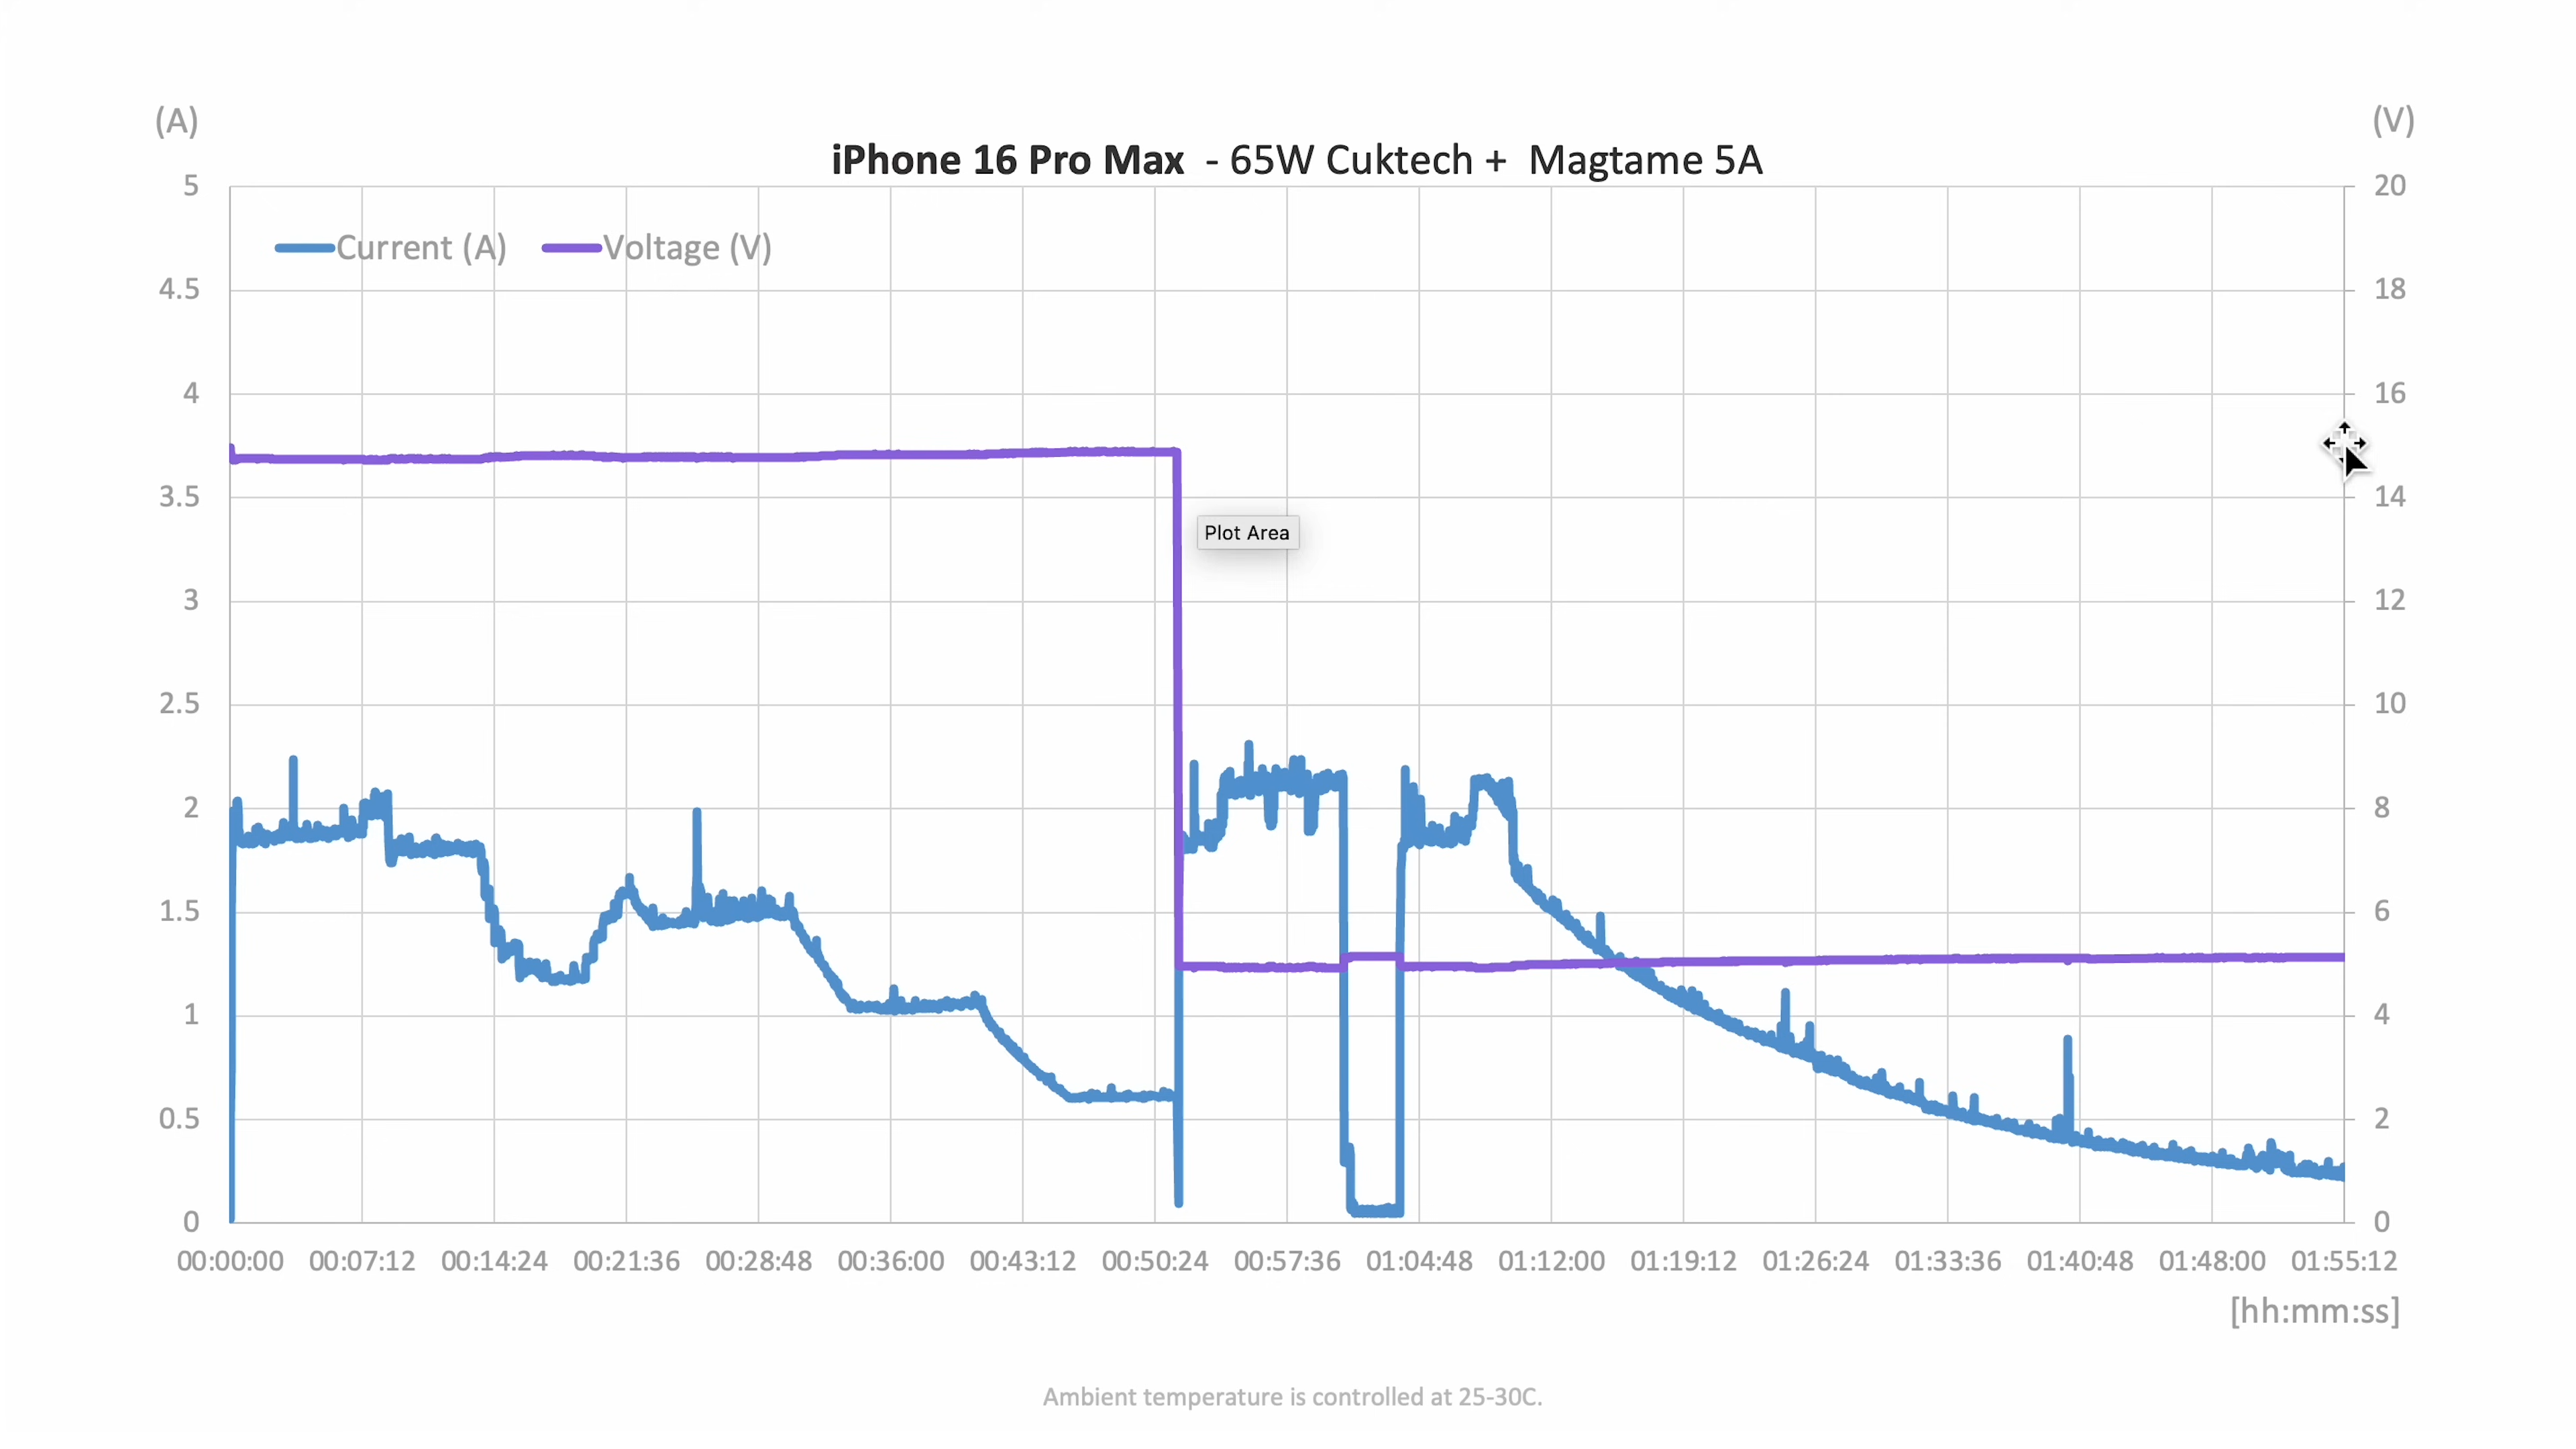 (A)
(V)
iPhone 16 Pro Max - 65W Cuktech + Magtame 5A
Current (A) Voltage (V)
5 20
4.5 18
4 16
3.5 14
3 12
2.5 10
2 8
1.5 6
1 4
0.5 2
0 0
Plot Area
00:00:00 00:07:12 00:14:24 00:21:36 00:28:48 00:36:00 00:43:12 00:50:24 00:57:36 01:04:48 01:12:00 01:19:12 01:26:24 01:33:36 01:40:48 01:48:00 01:55:12
[hh:mm:ss]
Ambient temperature is controlled at 25-30C.